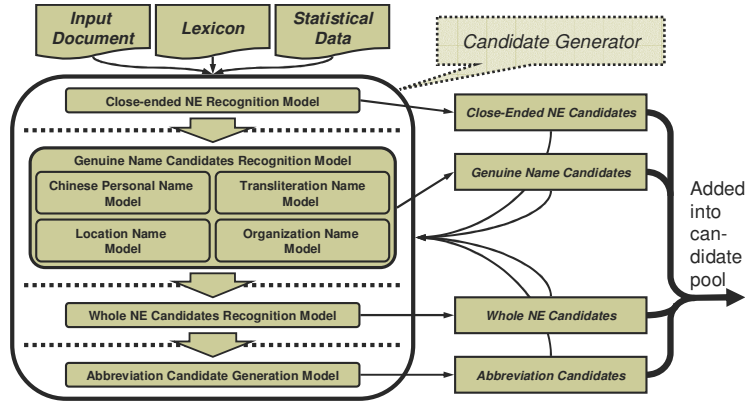 Input
Document
Lexicon
Statistical
Data
Candidate Generator
Close-ended NE Recognition Model
Close-Ended NE Candidates
Genuine Name Candidates Recognition Model
Chinese Personal Name
Model
Transliteration Name
Model
Location Name
Model
Organization Name
Model
Genuine Name Candidates
Added
into
can-
didate
pool
Whole NE Candidates Recognition Model
Whole NE Candidates
Abbreviation Candidate Generation Model
Abbreviation Candidates